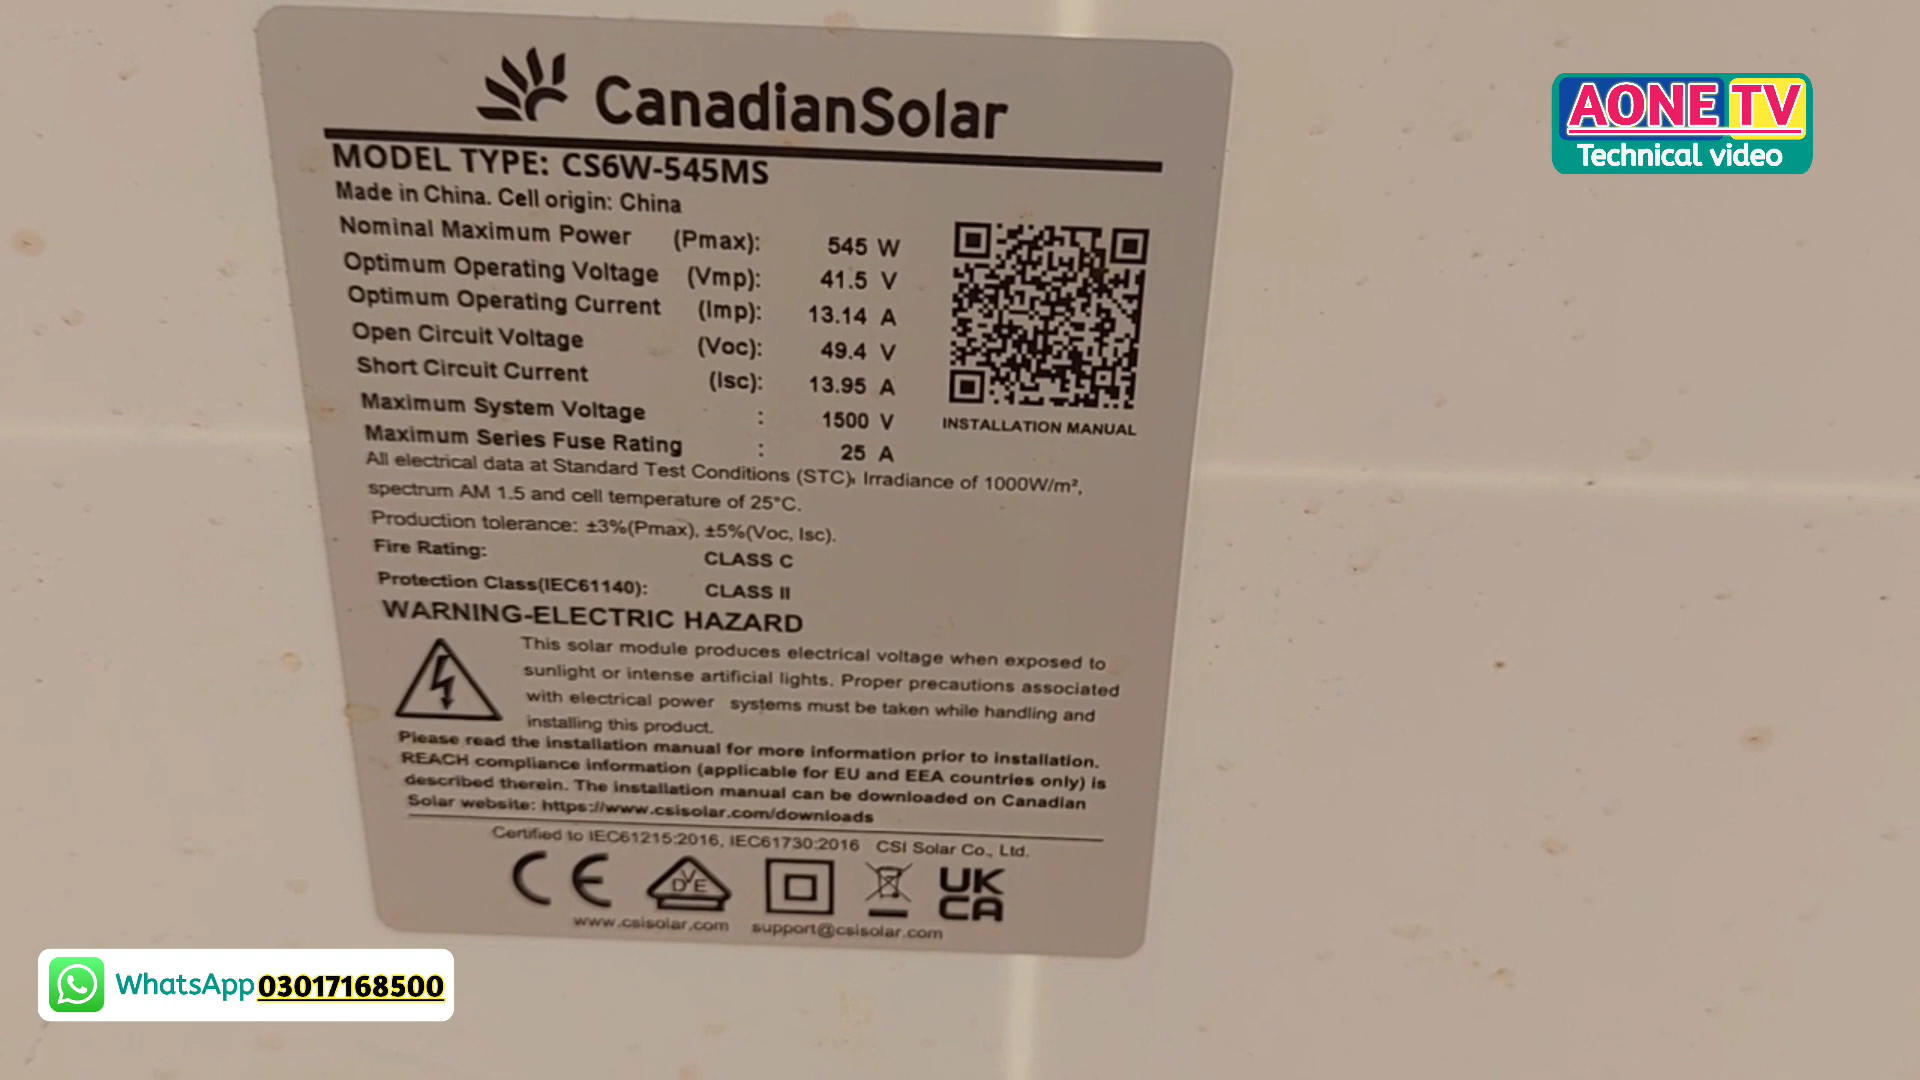 CanadianSolar
MODEL TYPE: CS6W-545MS
Made in China. Cell origin: China
Nominal Maximum Power (Pmax): 545 W
Optimum Operating Voltage (Vmp): 41.5 V
Optimum Operating Current (Imp): 13.14 A
Open Circuit Voltage (Voc): 49.4 V
Short Circuit Current (Isc): 13.95 A
Maximum System Voltage : 1500 V
Maximum Series Fuse Rating : 25 A
INSTALLATION MANUAL
All electrical data at Standard Test Conditions (STC), Irradiance of 1000W/m²,
spectrum AM 1.5 and cell temperature of 25°C.
Production tolerance: ±3%(Pmax), ±5%(Voc, Isc).
Fire Rating: CLASS C
Protection Class(IEC61140): CLASS II
WARNING-ELECTRIC HAZARD
This solar module produces electrical voltage when exposed to
sunlight or intense artificial lights. Proper precautions associated
with electrical power systems must be taken while handling and
installing this product.
Please read the installation manual for more information prior to installation.
REACH compliance information (applicable for EU and EEA countries only) is
described therein. The installation manual can be downloaded on Canadian
Solar website: https://www.csisolar.com/downloads
Certified to IEC61215:2016, IEC61730:2016 CSI Solar Co., Ltd.
CE DVE UK
CA
www.csisolar.com support@csisolar.com
AONE TV
Technical video
WhatsApp 03017168500